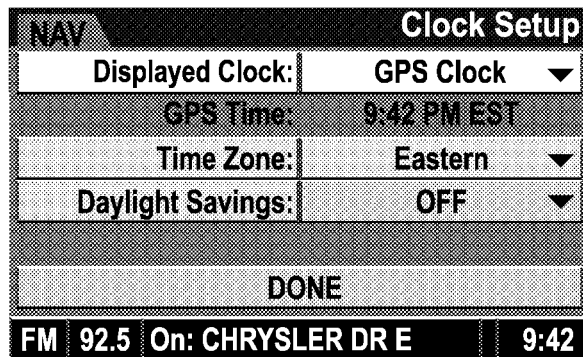 NAV Clock Setup
Displayed Clock: GPS Clock
GPS Time: 9:42 PM EST
Time Zone: Eastern
Daylight Savings: OFF
DONE
FM 92.5 On: CHRYSLER DR E 9:42